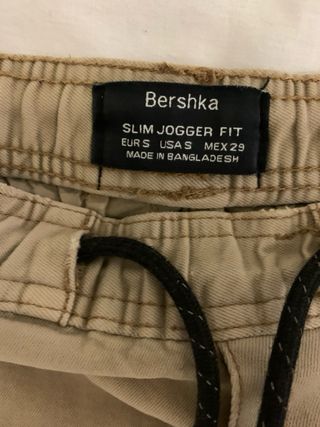 Bershka
SLIM JOGGER FIT
EUR S USA S MEX 29
MADE IN BANGLADESH